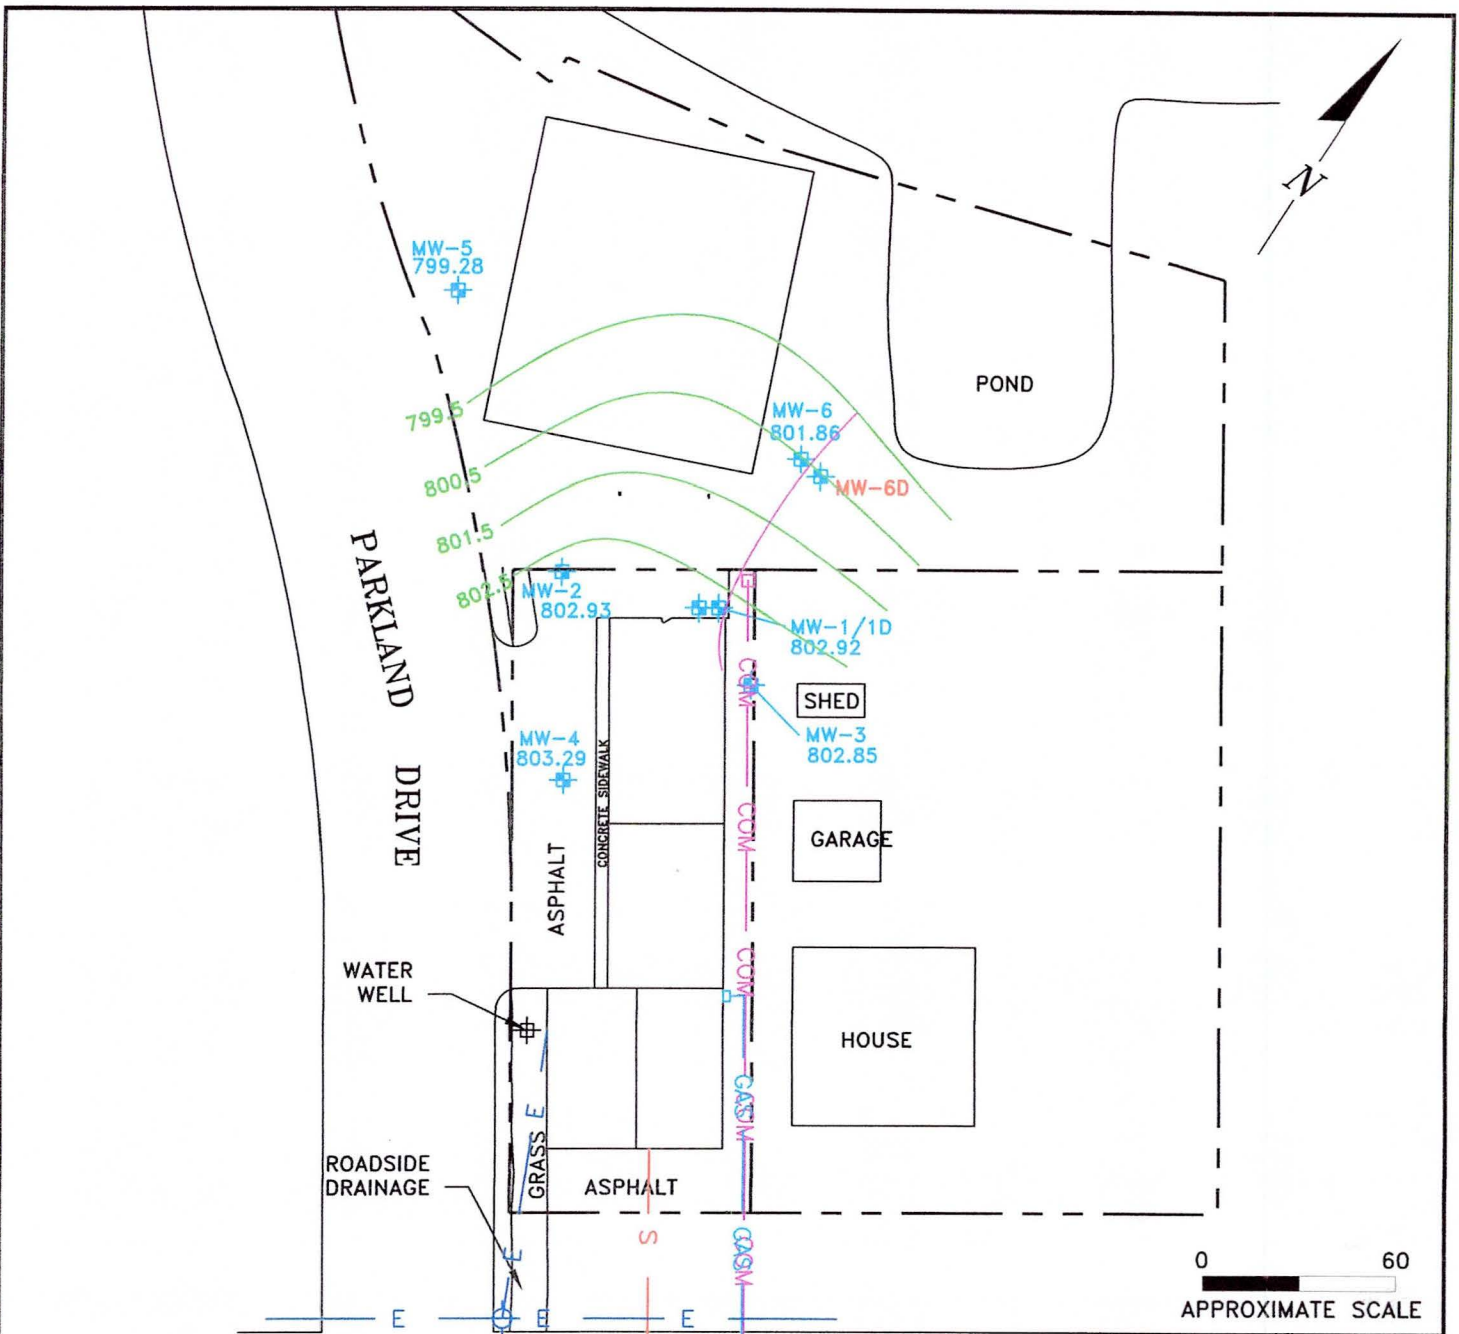 N
MW-5
799.28
POND
799.5
MW-6
801.86
800.5
MW-6D
801.5
802.5
MW-2
802.93
MW-1/1D
802.92
PARKLAND DRIVE
COM
SHED
MW-3
802.85
MW-4
803.29
CONCRETE SIDEWALK
COM
GARAGE
ASPHALT
WATER
WELL
COM
HOUSE
GAS
COM
E
GRASS
ROADSIDE
DRAINAGE
ASPHALT
S
E
GAS
COM
E
E
E
0 60
APPROXIMATE SCALE